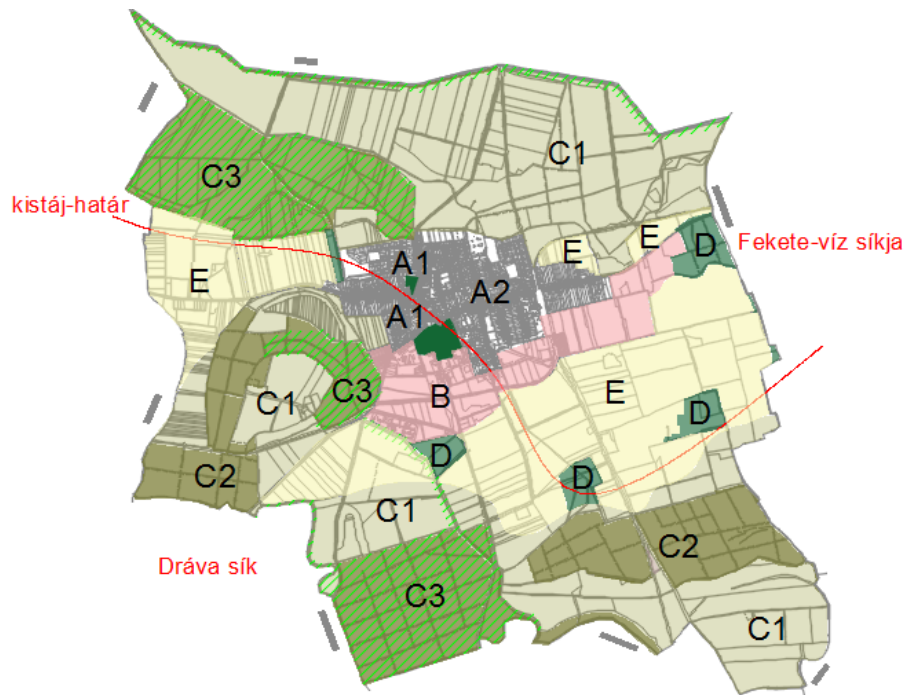 C1
C3
kistáj-határ
E
E
D
Fekete-víz síkja
A1
E
A2
A1
C3
B
E
C1
D
D
C2
D
C1
C2
Dráva sík
C3
C1